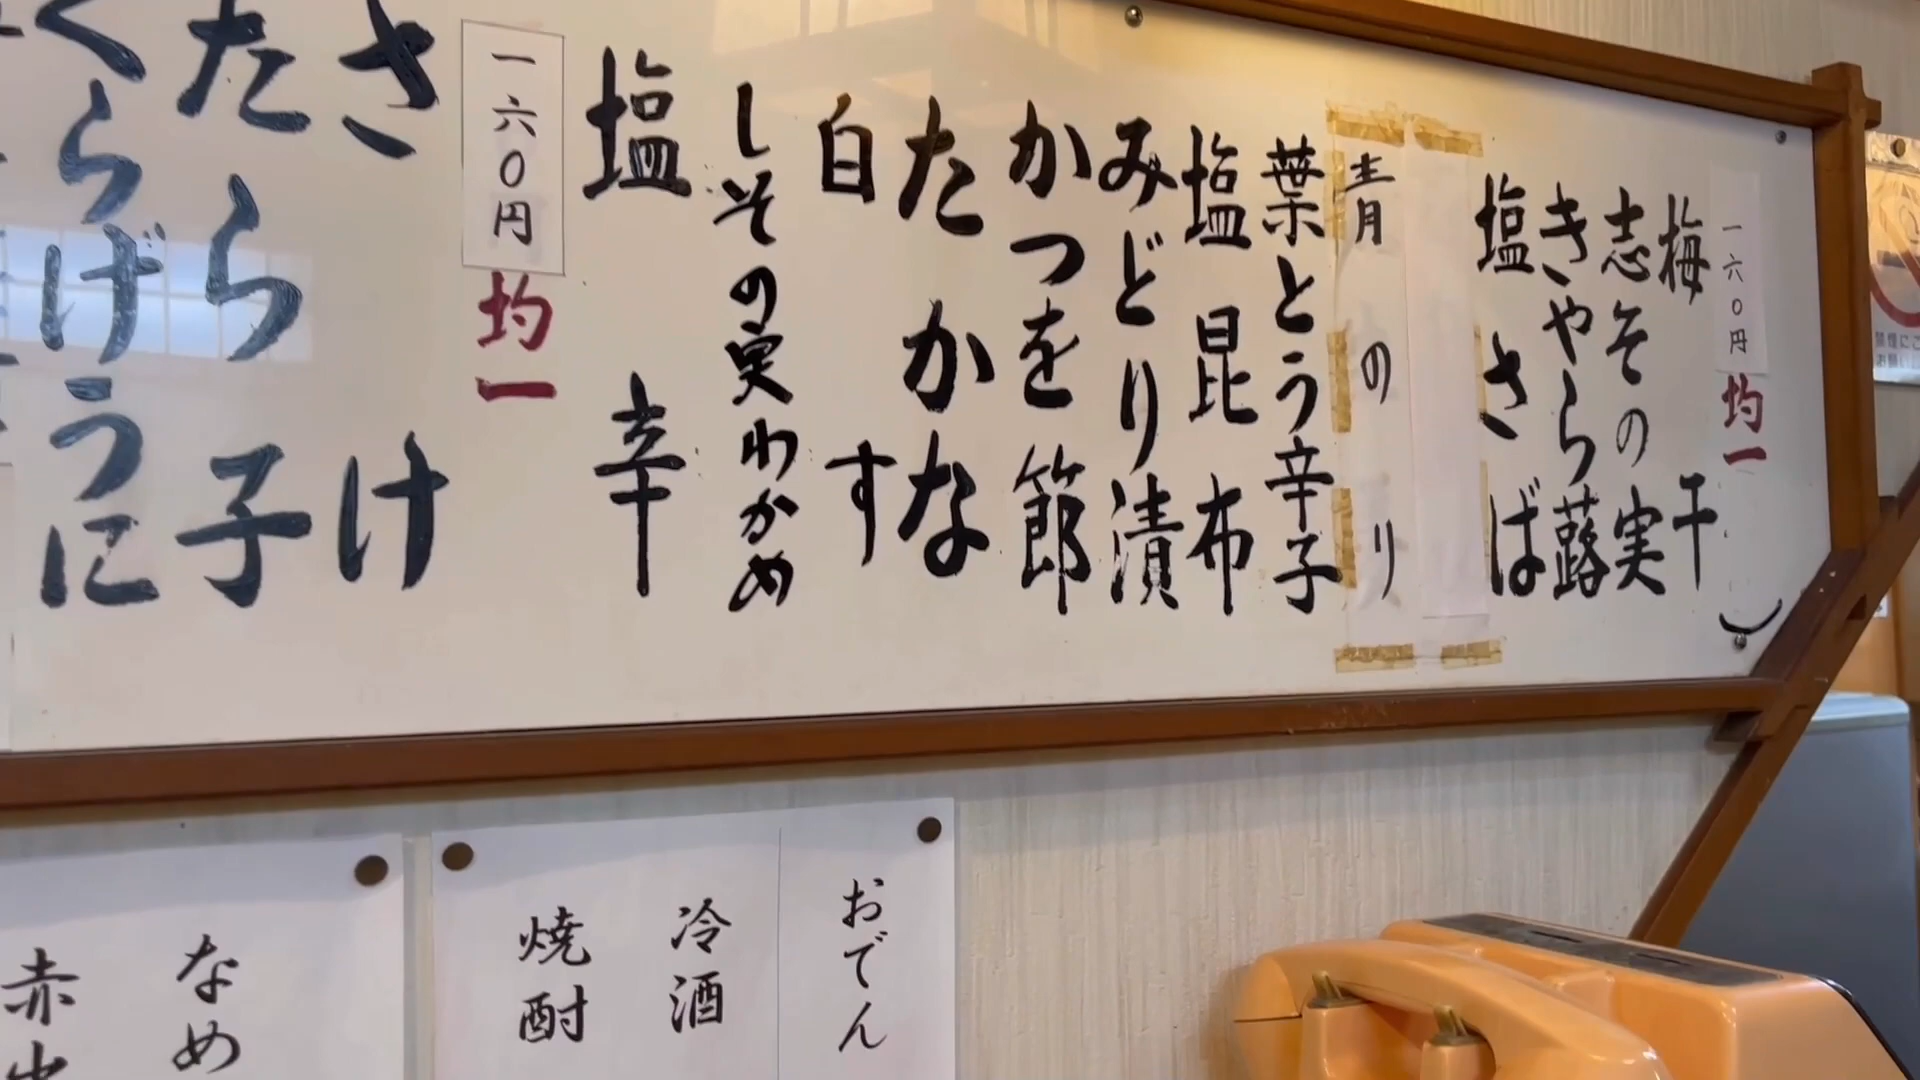 一六〇円均一
梅干
志その実
きゃら蕗
塩さば
青のり
葉とう辛子
塩昆布
みどり漬
かつを節
たかな
白す
しその実わかめ
塩辛
一六〇円均一
さけ
たら子
くらげうに
おでん
冷酒
焼酎
なめ
赤出